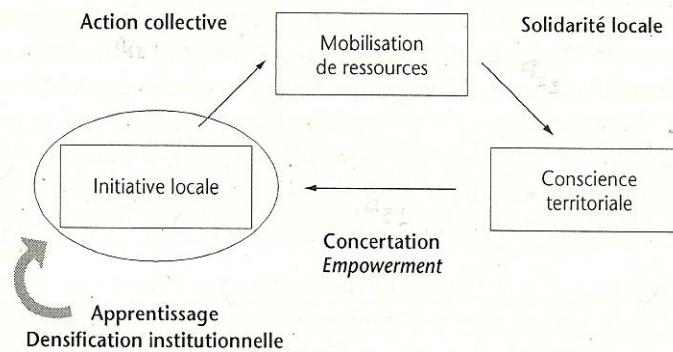 Action collective
Solidarité locale
Mobilisation
de ressources
Initiative locale
Conscience
territoriale
Concertation
Empowerment
Apprentissage
Densification institutionnelle